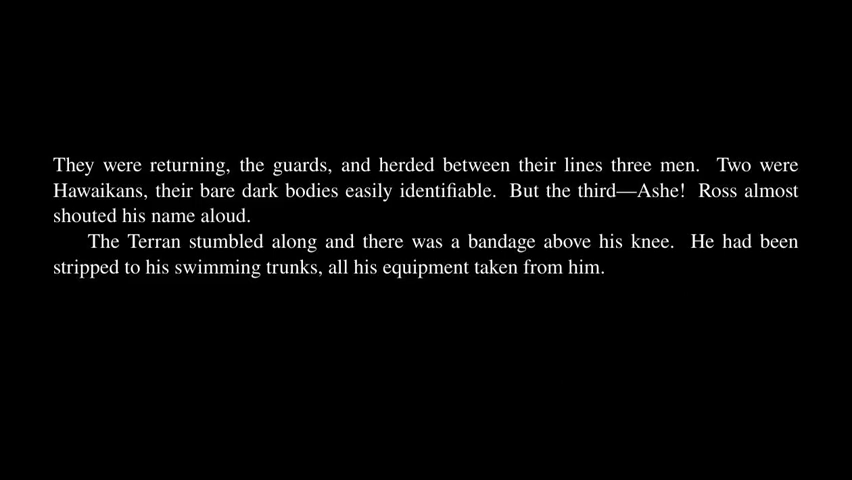 They were returning, the guards, and herded between their lines three men. Two were
Hawaikans, their bare dark bodies easily identifiable. But the third—Ashe! Ross almost
shouted his name aloud.
The Terran stumbled along and there was a bandage above his knee. He had been
stripped to his swimming trunks, all his equipment taken from him.